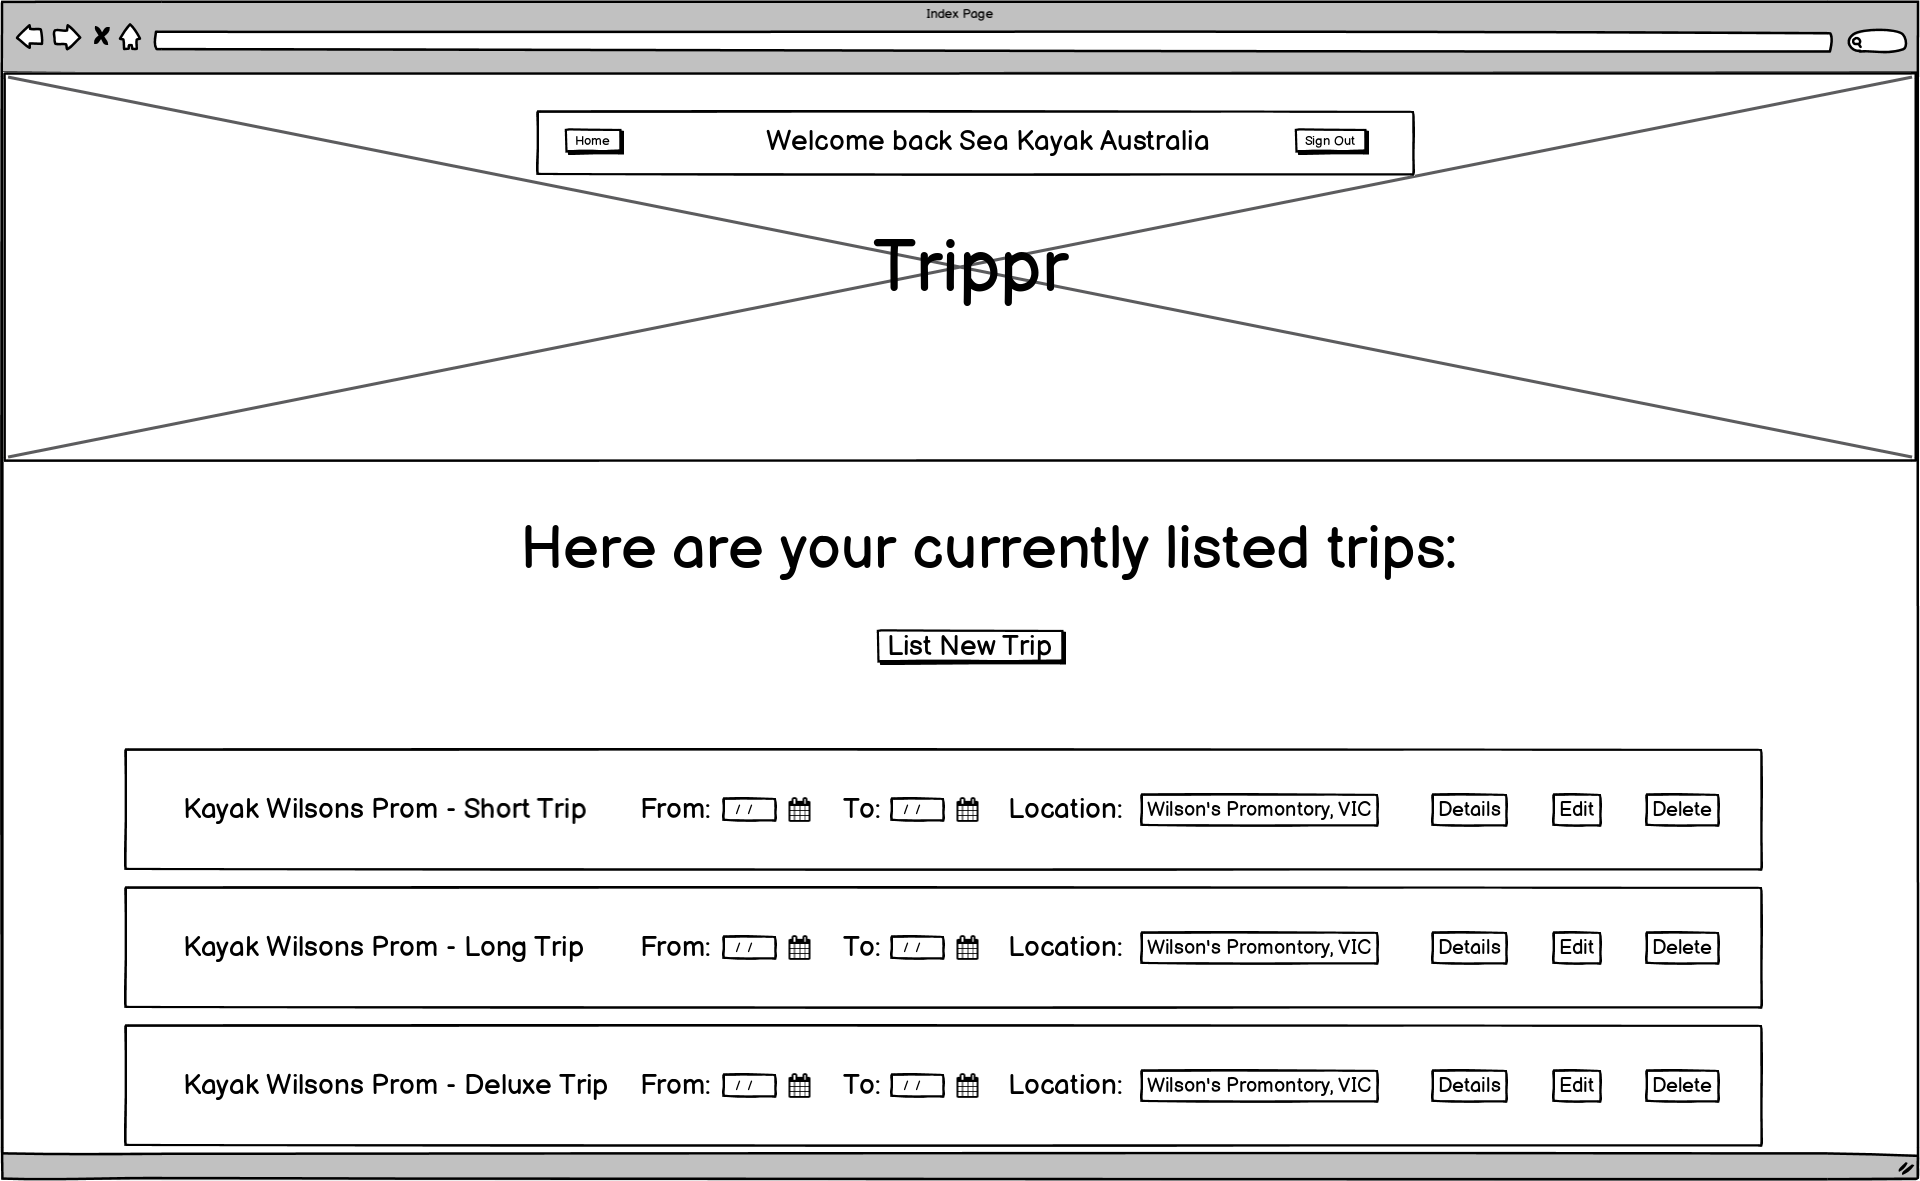 Index Page
Home Welcome back Sea Kayak Australia Sign Out
Trippr
Here are your currently listed trips:
List New Trip
Kayak Wilsons Prom - Short Trip From: / / To: / / Location: Wilson's Promontory, VIC Details Edit Delete
Kayak Wilsons Prom - Long Trip From: / / To: / / Location: Wilson's Promontory, VIC Details Edit Delete
Kayak Wilsons Prom - Deluxe Trip From: / / To: / / Location: Wilson's Promontory, VIC Details Edit Delete